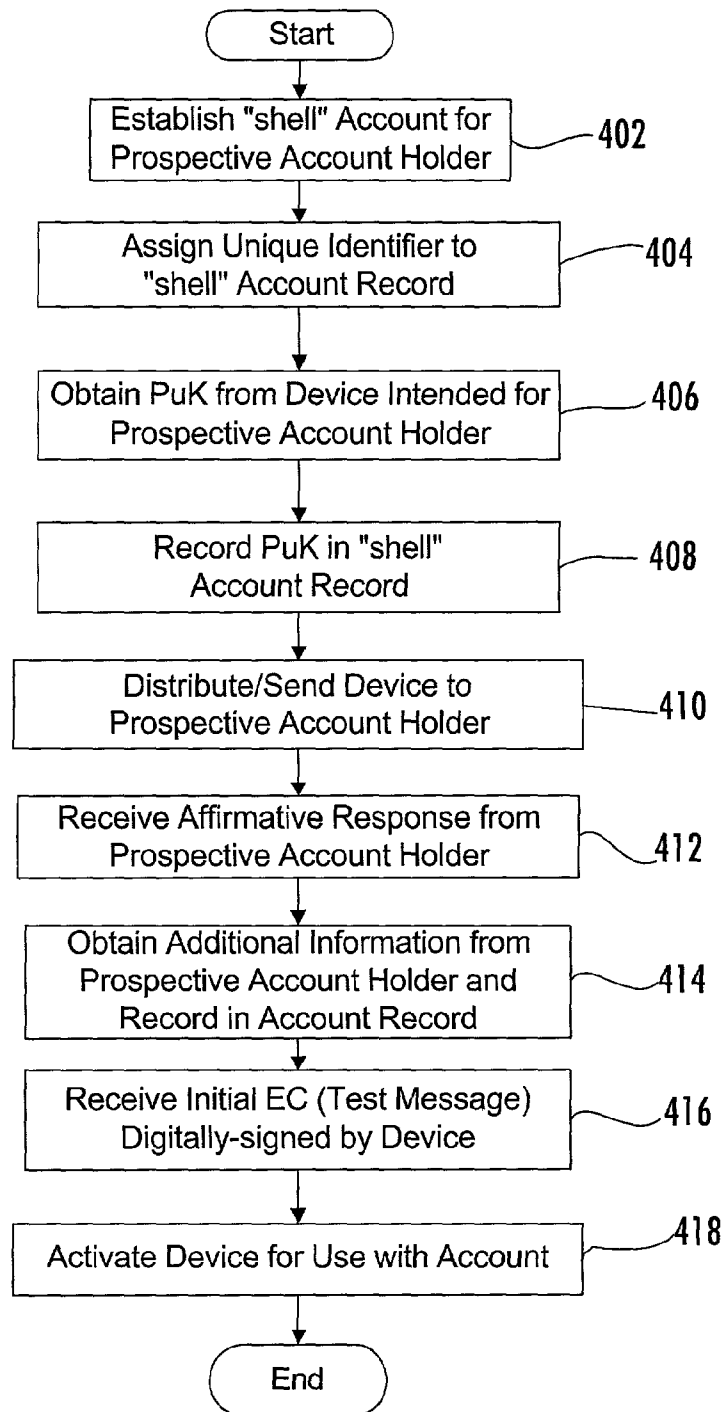 Start
Establish "shell" Account for
Prospective Account Holder
402
Assign Unique Identifier to
"shell" Account Record
404
Obtain PuK from Device Intended for
Prospective Account Holder
406
Record PuK in "shell"
Account Record
408
Distribute/Send Device to
Prospective Account Holder
410
Receive Affirmative Response from
Prospective Account Holder
412
Obtain Additional Information from
Prospective Account Holder and
Record in Account Record
414
Receive Initial EC (Test Message)
Digitally-signed by Device
416
Activate Device for Use with Account
418
End